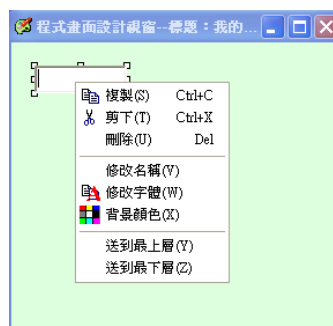 程式畫面設計視窗--標題：我的...
複製(S) Ctrl+C
剪下(T) Ctrl+X
刪除(U) Del
修改名稱(V)
修改字體(W)
背景顏色(X)
送到最上層(Y)
送到最下層(Z)